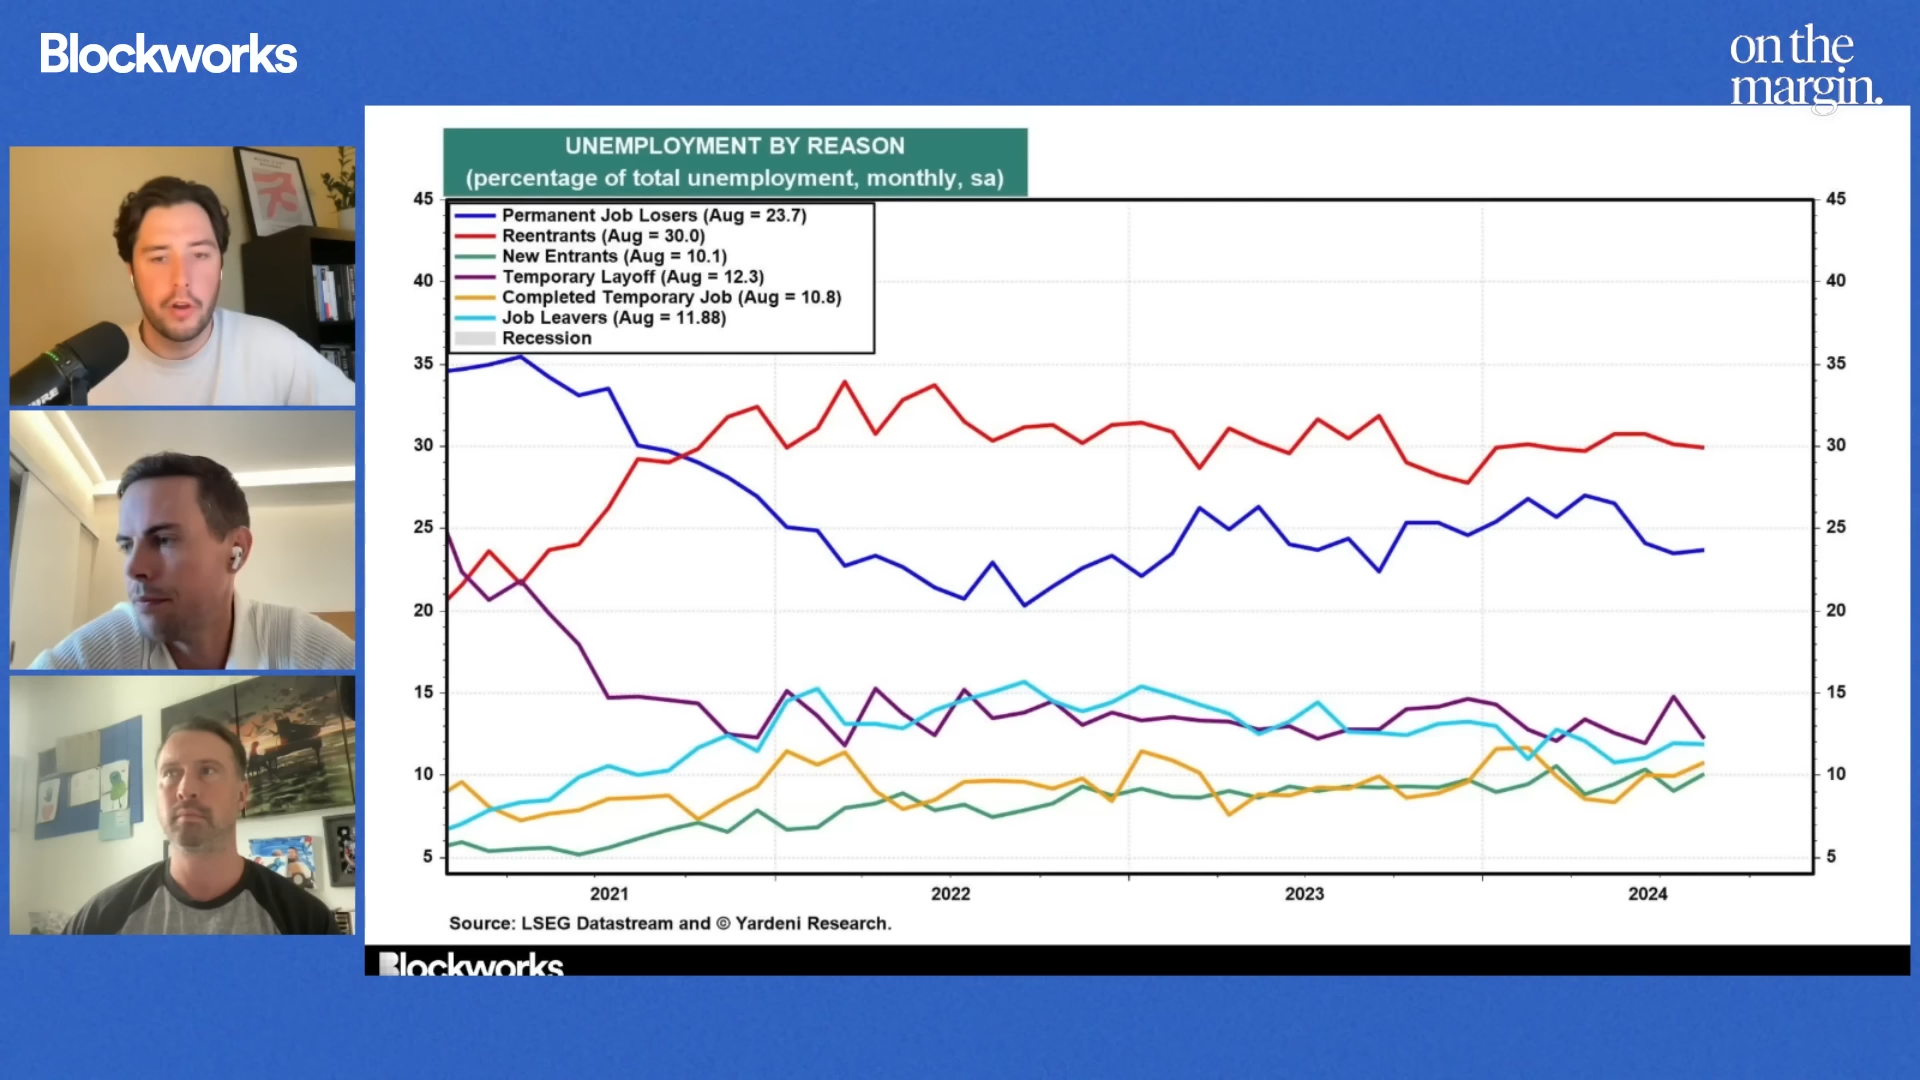 Blockworks
on the
margin.
UNEMPLOYMENT BY REASON
(percentage of total unemployment, monthly, sa)
45
45
Permanent Job Losers (Aug = 23.7)
Reentrants (Aug = 30.0)
New Entrants (Aug = 10.1)
Temporary Layoff (Aug = 12.3)
Completed Temporary Job (Aug = 10.8)
Job Leavers (Aug = 11.88)
Recession
40
40
35
35
30
30
25
25
20
20
15
15
10
10
5
5
2021
2022
2023
2024
Source: LSEG Datastream and © Yardeni Research.
Blockworks